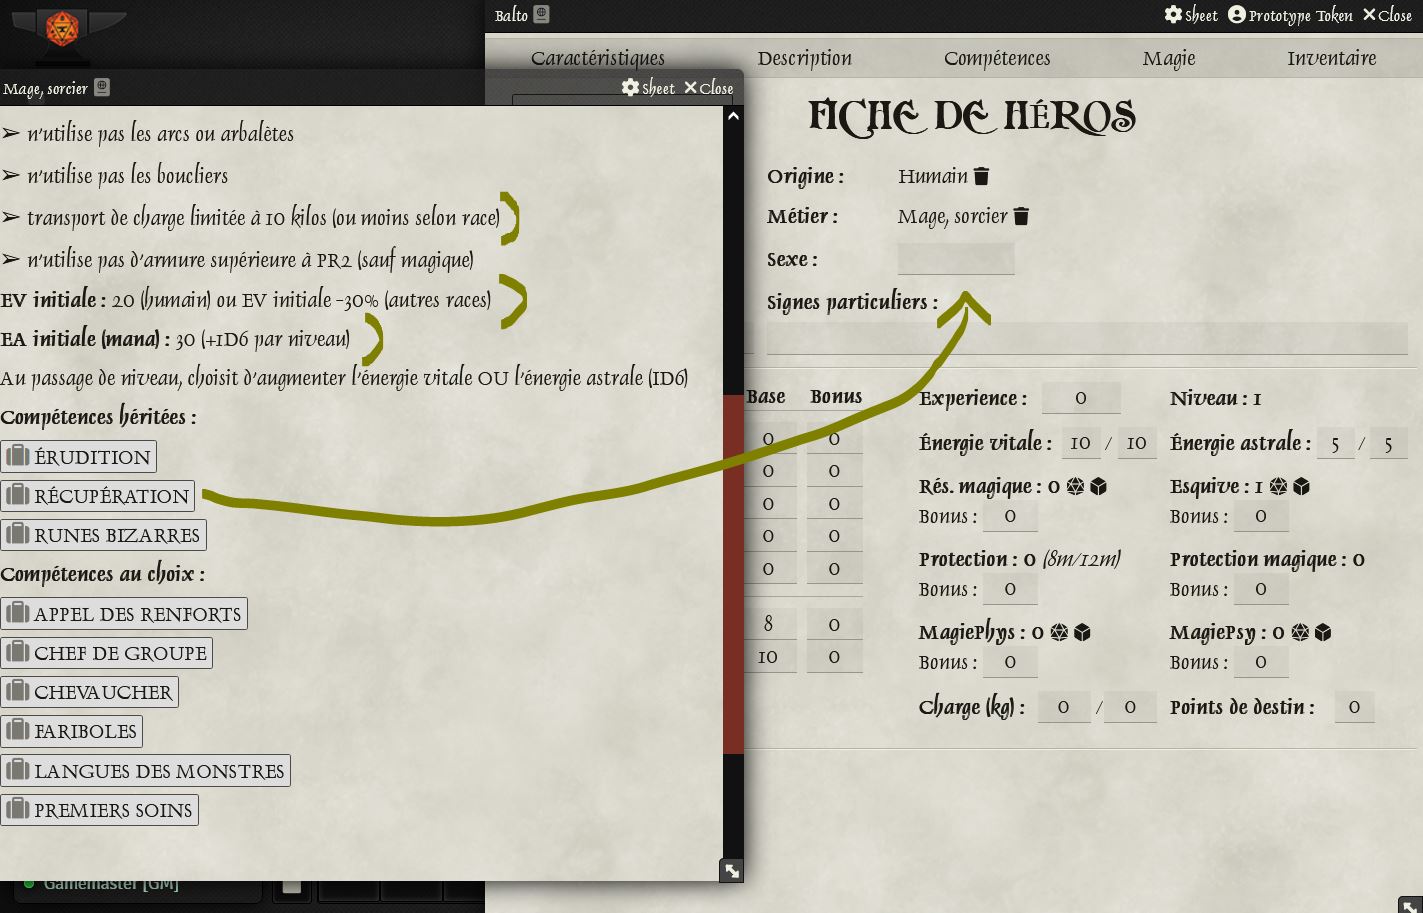 Balto
Sheet Prototype Token Close
Caractéristiques Description Compétences Magie Inventaire
Mage, sorcier
Sheet Close
➢ n'utilise pas les arcs ou arbalètes
➢ n'utilise pas les boucliers
➢ transport de charge limitée à 10 kilos (ou moins selon race)
➢ n'utilise pas d'armure supérieure à PR2 (sauf magique)
EV initiale : 20 (humain) ou EV initiale -30% (autres races)
EA initiale (mana) : 30 (+1D6 par niveau)
Au passage de niveau, choisit d'augmenter l'énergie vitale OU l'énergie astrale (1D6)
Compétences héritées :
ÉRUDITION
RÉCUPÉRATION
RUNES BIZARRES
Compétences au choix :
APPEL DES RENFORTS
CHEF DE GROUPE
CHEVAUCHER
FARIBOLES
LANGUES DES MONSTRES
PREMIERS SOINS
Gamemaster [GM]
FICHE DE HÉROS
Origine : Humain
Métier : Mage, sorcier
Sexe :
Signes particuliers :
Base Bonus
0 0
0 0
0 0
0 0
0 0
8 0
10 0
Experience : 0 Niveau : 1
Énergie vitale : 10 / 10 Énergie astrale : 5 / 5
Rés. magique : 0 Esquive : 1
Bonus : 0 Bonus : 0
Protection : 0 (8m/12m) Protection magique : 0
Bonus : 0 Bonus : 0
MagiePhys : 0 MagiePsy : 0
Bonus : 0 Bonus : 0
Charge (kg) : 0 / 0 Points de destin : 0